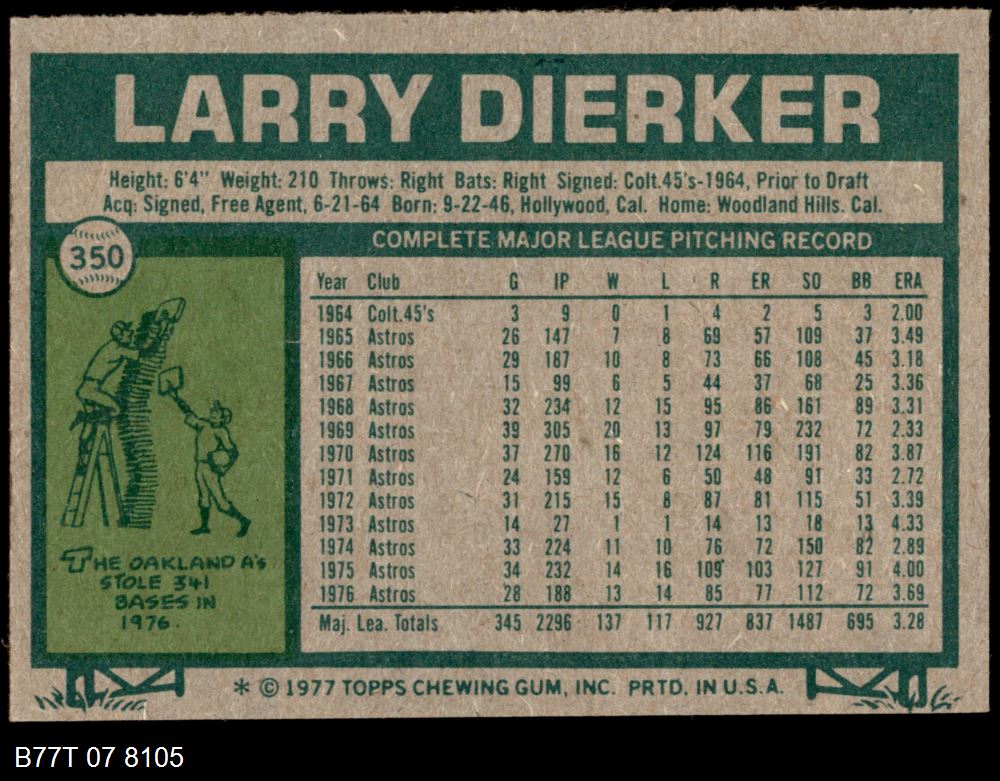 LARRY DIERKER
Height: 6'4" Weight: 210 Throws: Right Bats: Right Signed: Colt.45's-1964, Prior to Draft
Acq: Signed, Free Agent, 6-21-64 Born: 9-22-46, Hollywood, Cal. Home: Woodland Hills. Cal.
350
COMPLETE MAJOR LEAGUE PITCHING RECORD
Year Club G IP W L R ER SO BB ERA
1964 Colt.45's 3 9 0 1 4 2 5 3 2.00
1965 Astros 26 147 7 8 69 57 109 37 3.49
1966 Astros 29 187 10 8 73 66 108 45 3.18
1967 Astros 15 99 6 5 44 37 68 25 3.36
1968 Astros 32 234 12 15 95 86 161 89 3.31
1969 Astros 39 305 20 13 97 79 232 72 2.33
1970 Astros 37 270 16 12 124 116 191 82 3.87
1971 Astros 24 159 12 6 50 48 91 33 2.72
1972 Astros 31 215 15 8 87 81 115 51 3.39
1973 Astros 14 27 1 1 14 13 18 13 4.33
1974 Astros 33 224 11 10 76 72 150 82 2.89
1975 Astros 34 232 14 16 109 103 127 91 4.00
1976 Astros 28 188 13 14 85 77 112 72 3.69
Maj. Lea. Totals 345 2296 137 117 927 837 1487 695 3.28
THE OAKLAND A's
STOLE 341
BASES IN
1976.
* © 1977 TOPPS CHEWING GUM, INC. PRTD. IN U.S.A.
B77T 07 8105